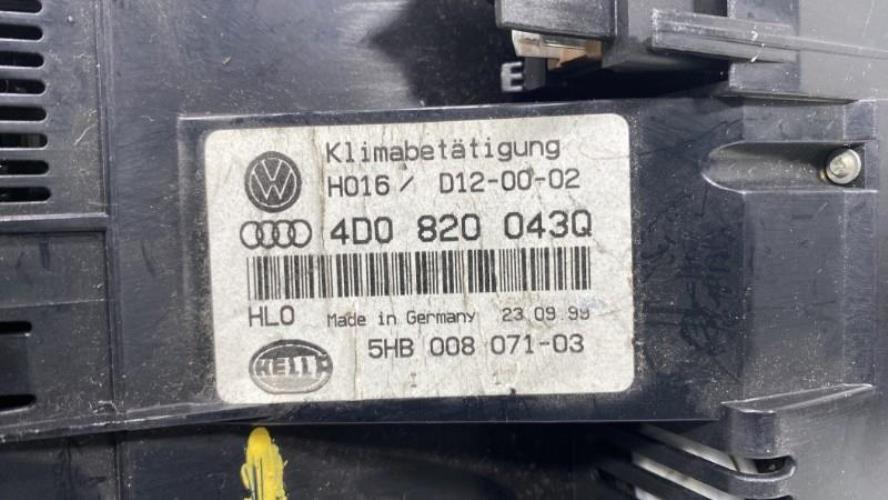 E
Klimabetätigung
H016/ D12-00-02
4D0 820 043Q
HLO Made in Germany 23.09.99
5HB 008 071-03
HELLA